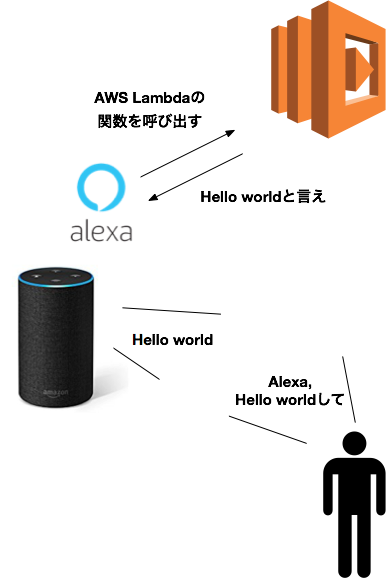 AWS Lambdaの
関数を呼び出す
Hello worldと言え
alexa
amazon
Hello world
Alexa,
Hello worldして